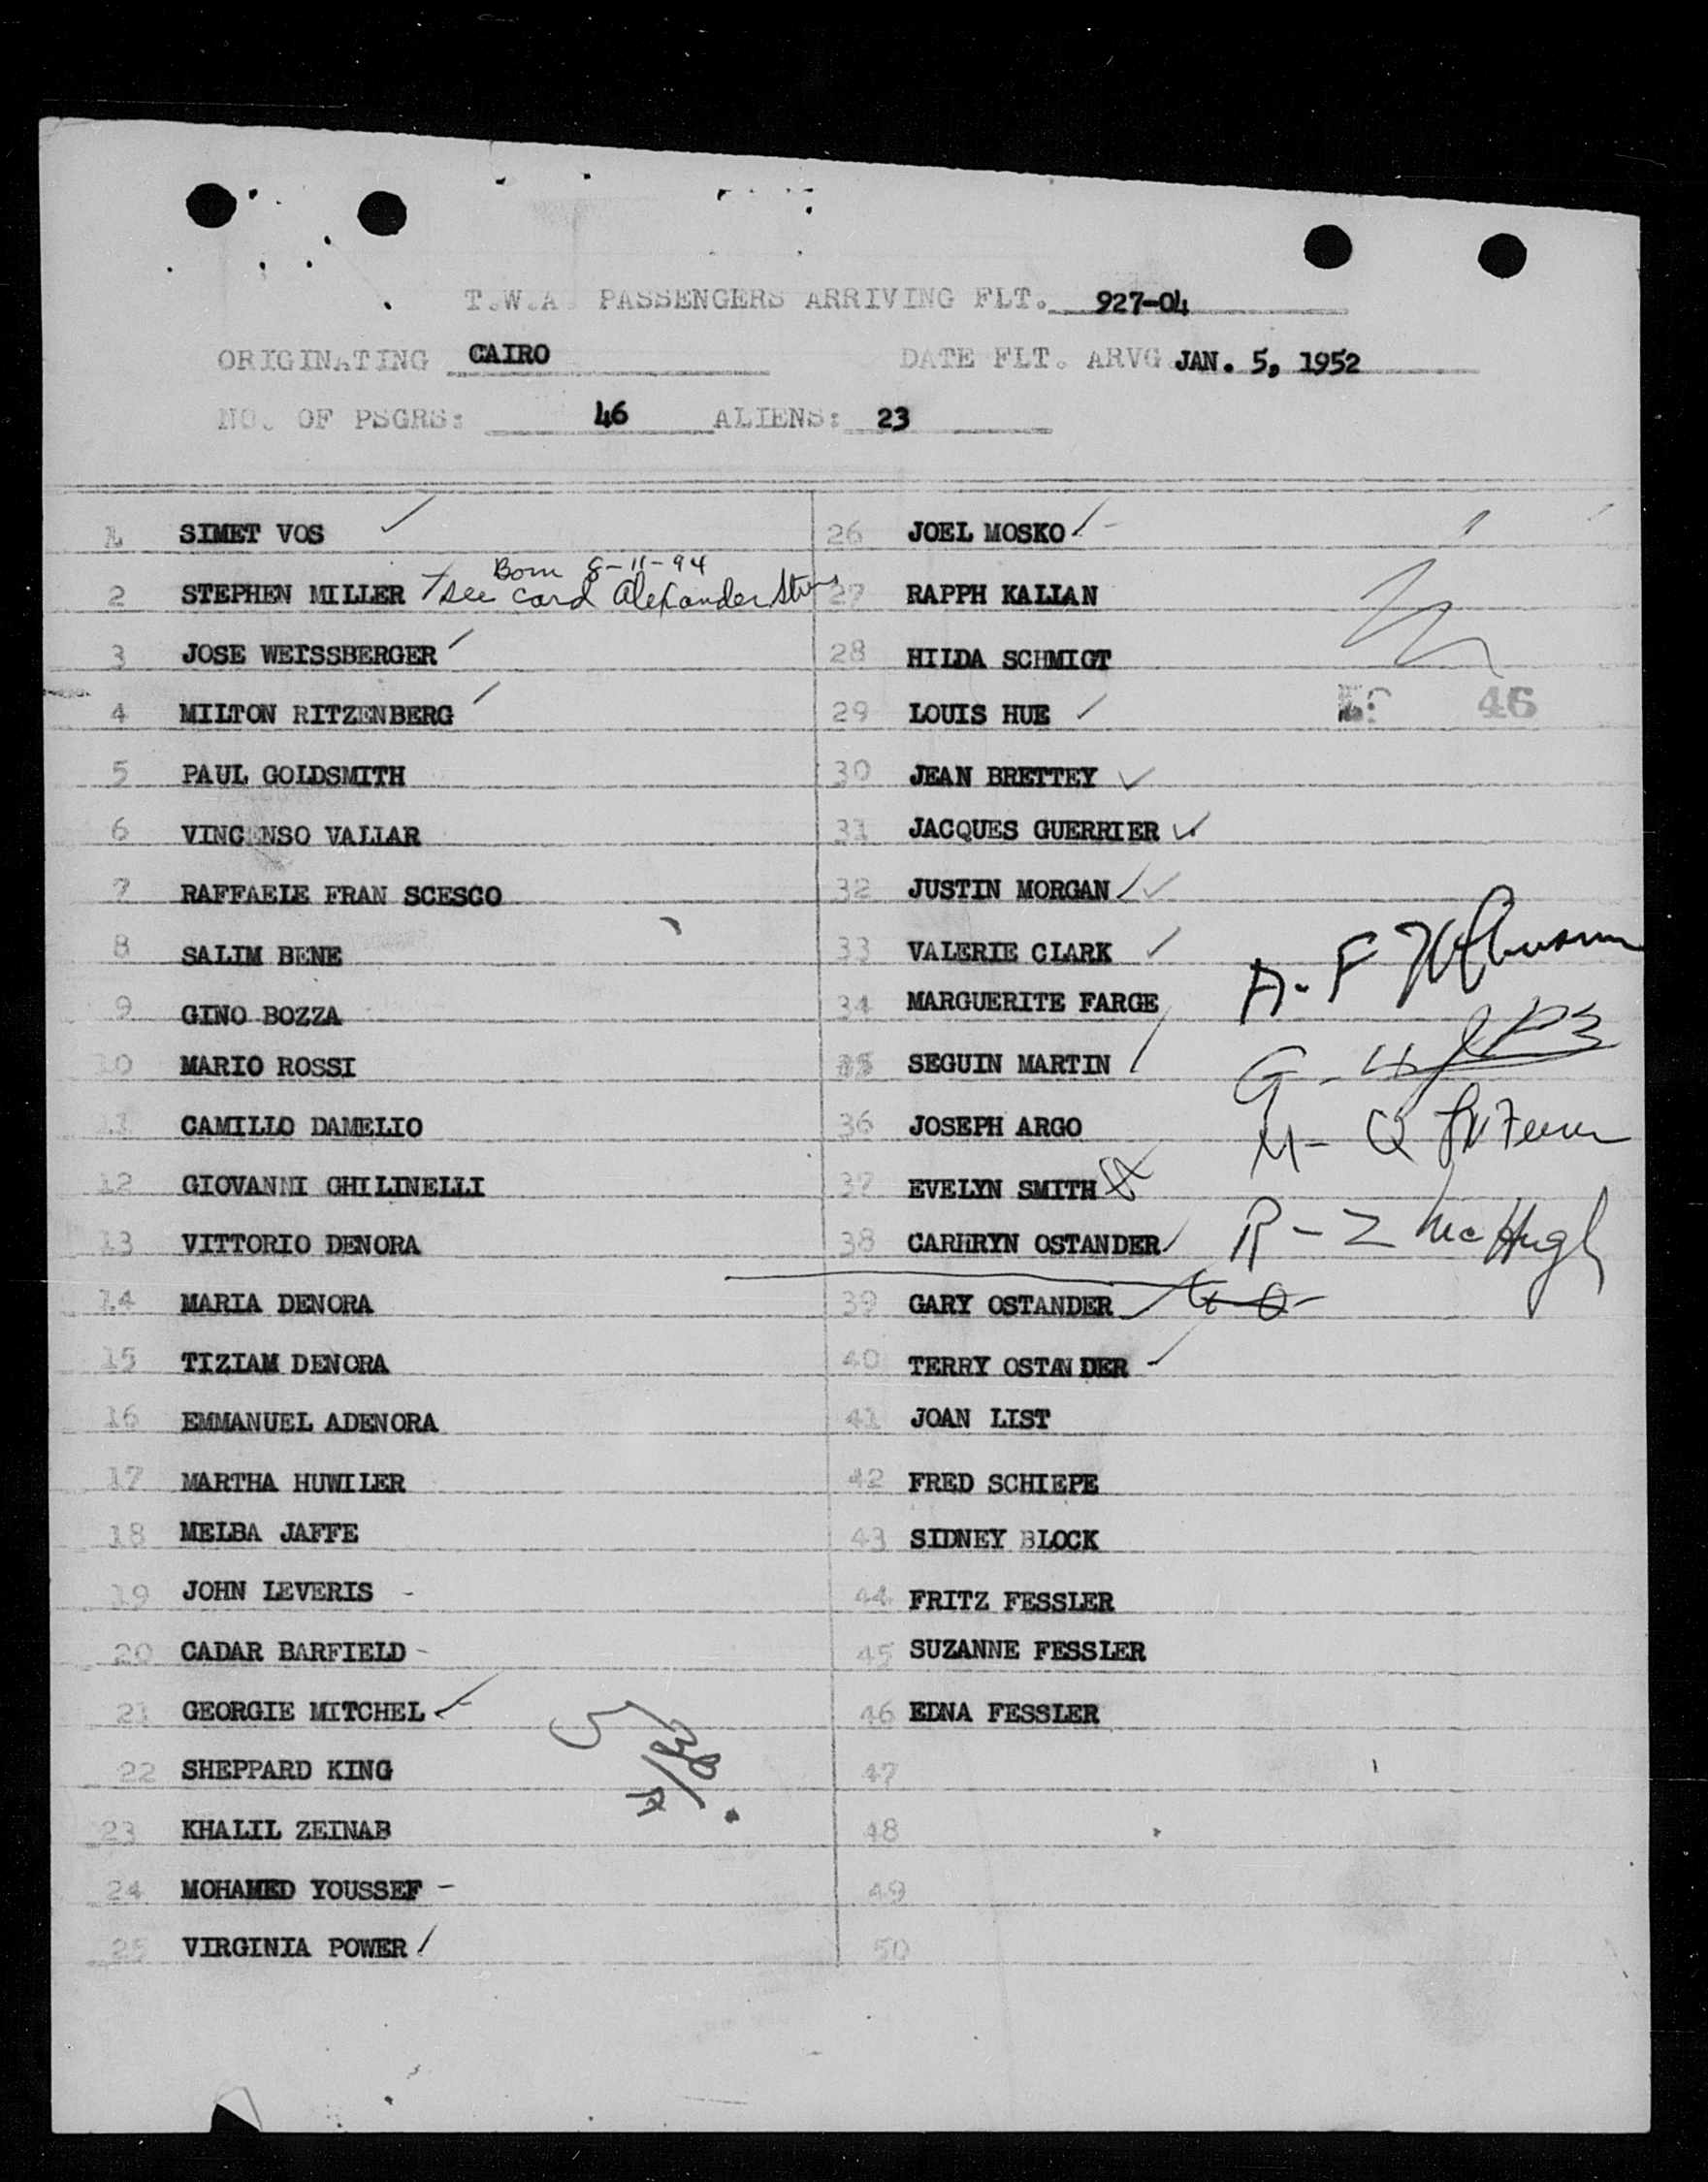 T.W.A. PASSENGERS ARRIVING FLT. 927-04
ORIGINATING CAIRO DATE FLT. ARVG JAN. 5, 1952
NO. OF PSGRS: 46 ALIENS: 23
1 SIMET VOS
Born 8-11-94
2 STEPHEN MILLER see card Alexander
3 JOSE WEISSBERGER
4 MILTON RITZENBERG
5 PAUL GOLDSMITH
6 VINC NSO VALLAR
7 RAFFAELE FRAN SCESCO
8 SALIM BENE
9 GINO BOZZA
10 MARIO ROSSI
11 CAMILLO DAMELIO
12 GIOVANNI GHILINELLI
13 VITTORIO DENORA
14 MARIA DENORA
15 TIZIAM DENORA
16 EMMANUEL ADENORA
17 MARTHA HUWILER
18 MELBA JAFFE
19 JOHN LEVERIS -
20 CADAR BARFIELD -
21 GEORGIE MITCHEL
22 SHEPPARD KING
23 KHALIL ZEINAB
24 MOHAMED YOUSSEF -
25 VIRGINIA POWER
26 JOEL MOSKO
27 RAPPH KALIAN
28 HILDA SCHMIGT
46
29 LOUIS HUE
30 JEAN BRETTEY
31 JACQUES GUERRIER
32 JUSTIN MORGAN
33 VALERIE CLARK
A-F
34 MARGUERITE FARGE
35 SEGUIN MARTIN
G-
36 JOSEPH ARGO
M-Q
37 EVELYN SMITH
38 CARHRYN OSTANDER
R-Z McHugh
39 GARY OSTANDER
40 TERRY OSTANDER
41 JOAN LIST
42 FRED SCHIEPE
43 SIDNEY BLOCK
44 FRITZ FESSLER
45 SUZANNE FESSLER
46 EDNA FESSLER
47
48
49
50